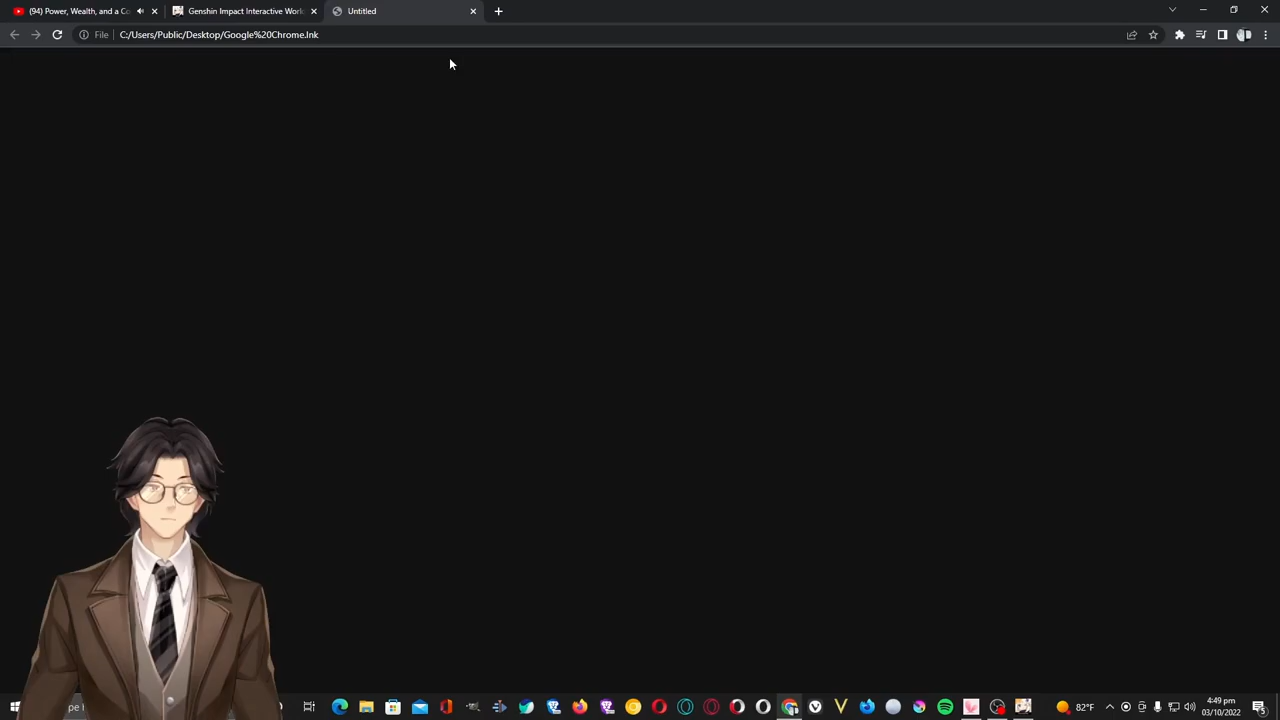 (94) Power, Wealth, and a Co
Genshin Impact Interactive Worl
Untitled
File
C:/Users/Public/Desktop/Google%20Chrome.lnk
82°F
4:49 pm
03/10/2022